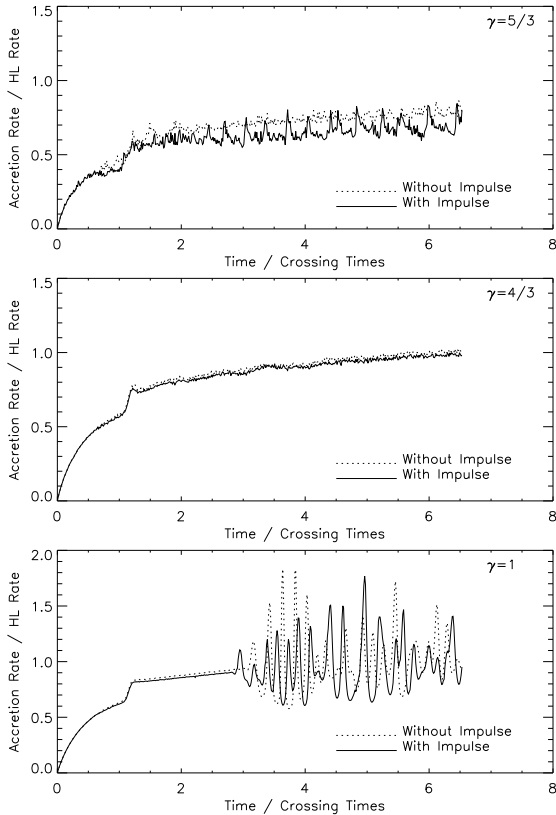 1.5
γ=5/3
1.0
0.5
0.0
Accretion Rate / HL Rate
Without Impulse
With Impulse
0 2 4 6 8
Time / Crossing Times
1.5
γ=4/3
1.0
0.5
0.0
Accretion Rate / HL Rate
Without Impulse
With Impulse
0 2 4 6 8
Time / Crossing Times
2.0
γ=1
1.5
1.0
0.5
0.0
Accretion Rate / HL Rate
Without Impulse
With Impulse
0 2 4 6 8
Time / Crossing Times